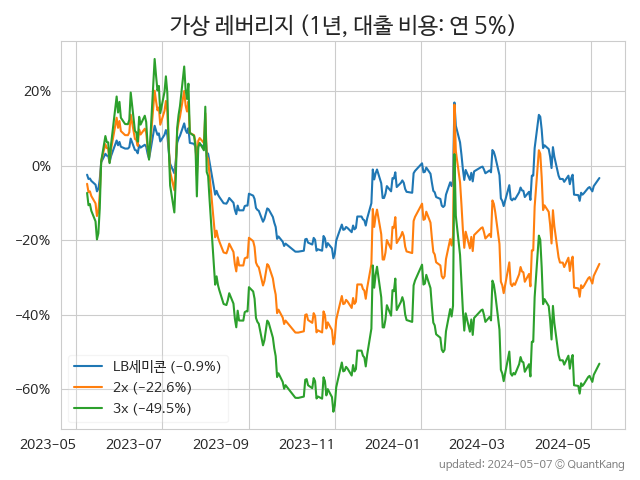 가상 레버리지 (1년, 대출 비용: 연 5%)
20%
0%
−20%
−40%
−60%
LB세미콘 (−0.9%)
2x (−22.6%)
3x (−49.5%)
2023-05 2023-07 2023-09 2023-11 2024-01 2024-03 2024-05
updated: 2024-05-07 © QuantKang